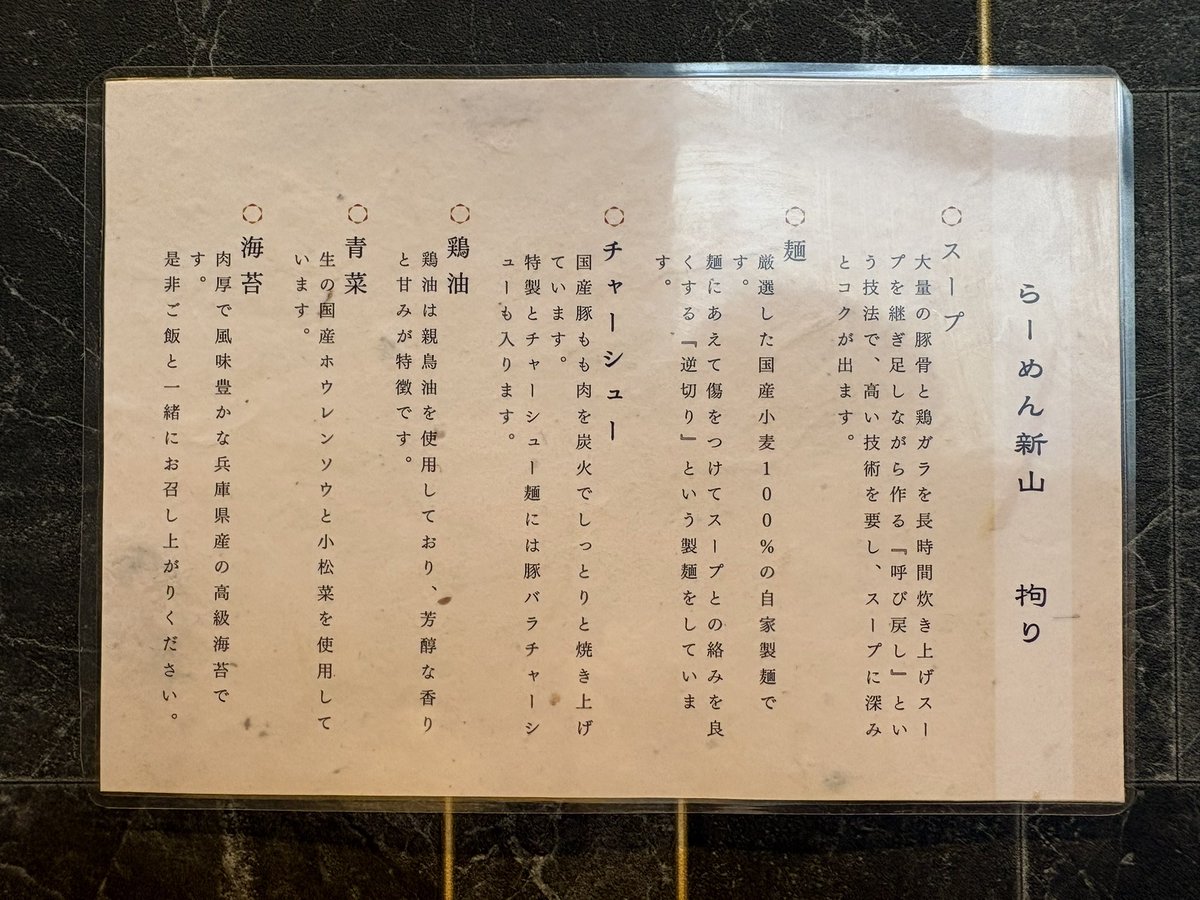 らーめん新山　拘り
スープ
大量の豚骨と鶏ガラを長時間炊き上げスー
プを継ぎ足しながら作る『呼び戻し』とい
う技法で、高い技術を要し、スープに深み
とコクが出ます。
麺
厳選した国産小麦100%の自家製麺で
す。
麺にあえて傷をつけてスープとの絡みを良
くする『逆切り』という製麺をしていま
す。
チャーシュー
国産豚もも肉を炭火でしっとりと焼き上げ
ています。
特製とチャーシュー麺には豚バラチャーシ
ューも入ります。
鶏油
鶏油は親鳥油を使用しており、芳醇な香り
と甘みが特徴です。
青菜
生の国産ホウレンソウと小松菜を使用して
います。
海苔
肉厚で風味豊かな兵庫県産の高級海苔で
す。
是非ご飯と一緒にお召し上がりください。